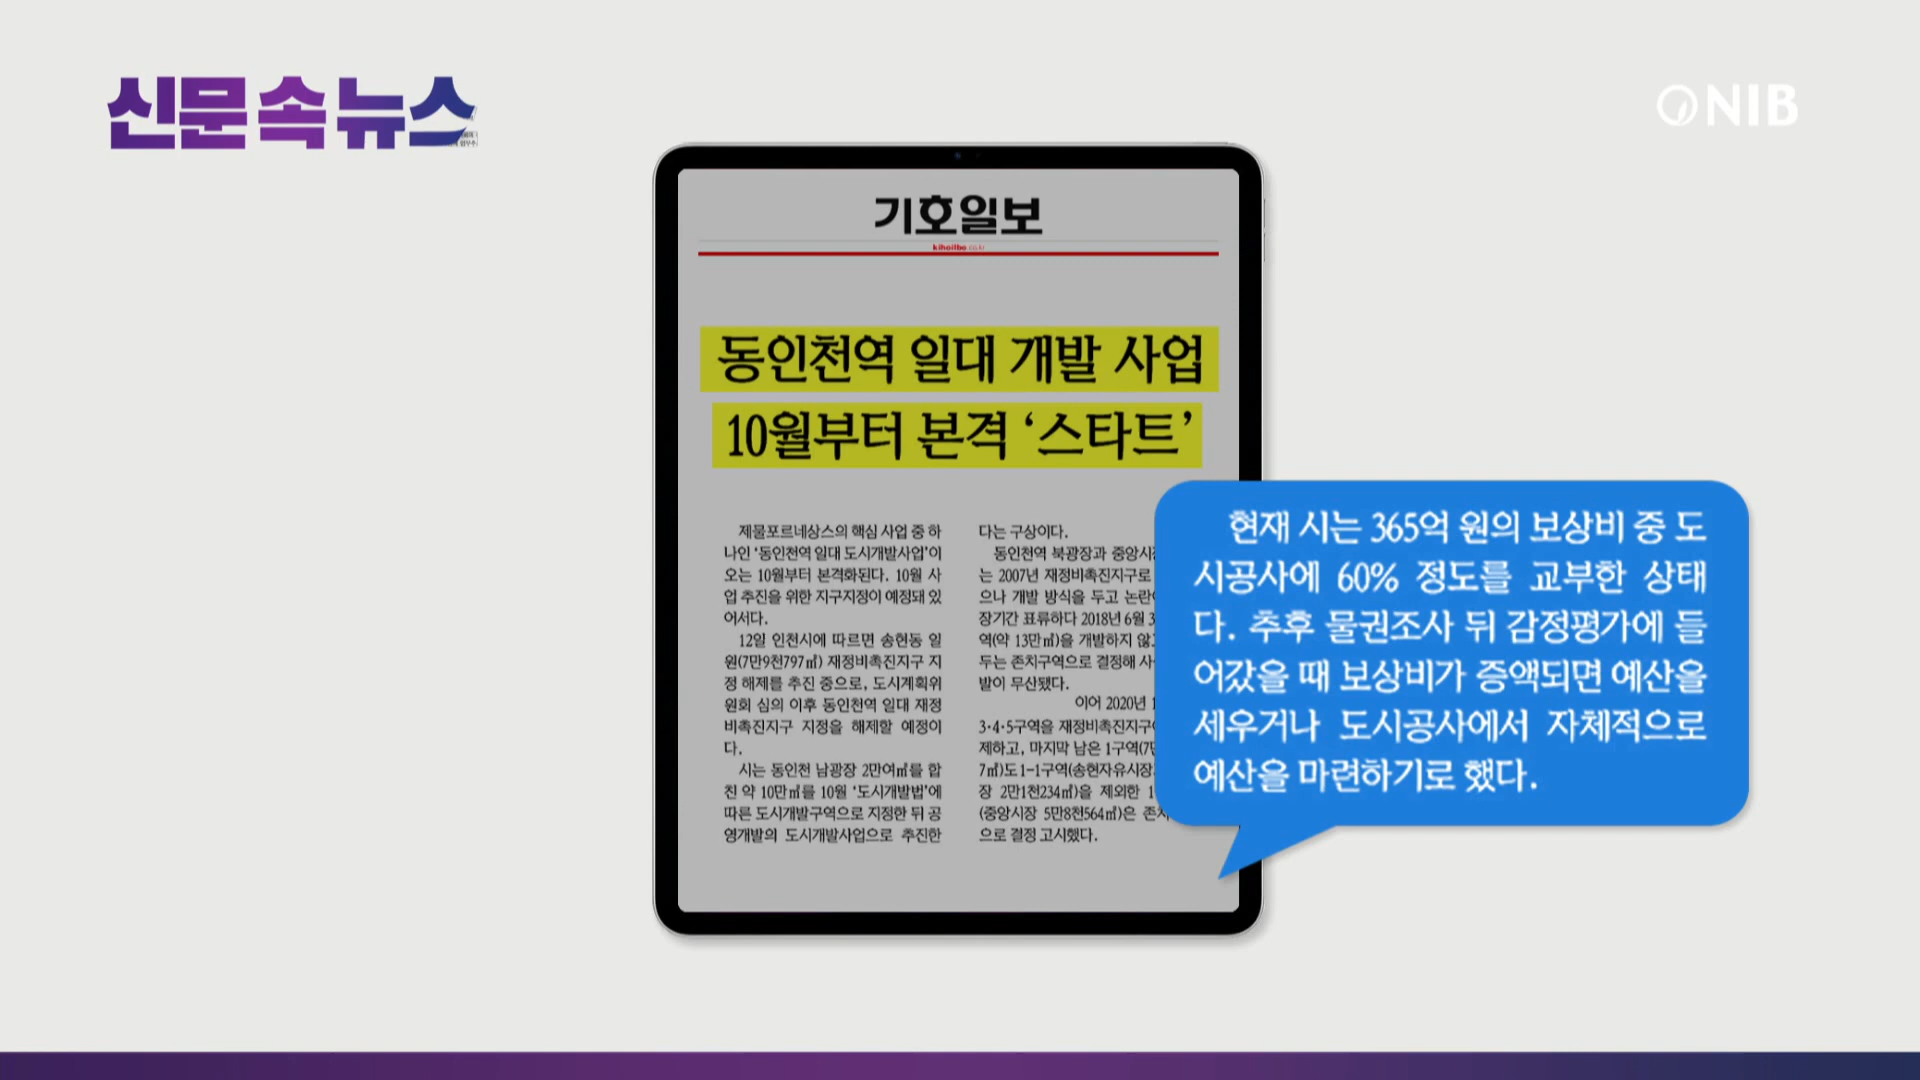 신문 속 뉴스
NIB
기호일보
kihoilbo.co.kr
동인천역 일대 개발 사업
10월부터 본격 ‘스타트’
제물포르네상스의 핵심 사업 중 하
나인 ‘동인천역 일대 도시개발사업’이
오는 10월부터 본격화된다. 10월 사
업 추진을 위한 지구지정이 예정돼 있
어서다.
12일 인천시에 따르면 송현동 일
원(7만9천797㎡) 재정비촉진지구 지
정 해제를 추진 중으로, 도시계획위
원회 심의 이후 동인천역 일대 재정
비촉진지구 지정을 해제할 예정이
다.
시는 동인천 남광장 2만여㎡를 합
친 약 10만㎡를 10월 ‘도시개발법’에
따른 도시개발구역으로 지정한 뒤 공
영개발의 도시개발사업으로 추진한
다는 구상이다.
동인천역 북광장과 중앙시
는 2007년 재정비촉진지구로
으나 개발 방식을 두고 논란
장기간 표류하다 2018년 6월 3
역(약 13만㎡)을 개발하지 않
두는 존치구역으로 결정해 사
발이 무산됐다.
이어 2020년
3·4·5구역을 재정비촉진지구
제하고, 마지막 남은 1구역(7만
7㎡)도 1-1구역(송현자유시장
장 2만1천234㎡)을 제외한 1
(중앙시장 5만8천564㎡)은 존치
으로 결정 고시했다.
현재 시는 365억 원의 보상비 중 도
시공사에 60% 정도를 교부한 상태
다. 추후 물권조사 뒤 감정평가에 들
어갔을 때 보상비가 증액되면 예산을
세우거나 도시공사에서 자체적으로
예산을 마련하기로 했다.